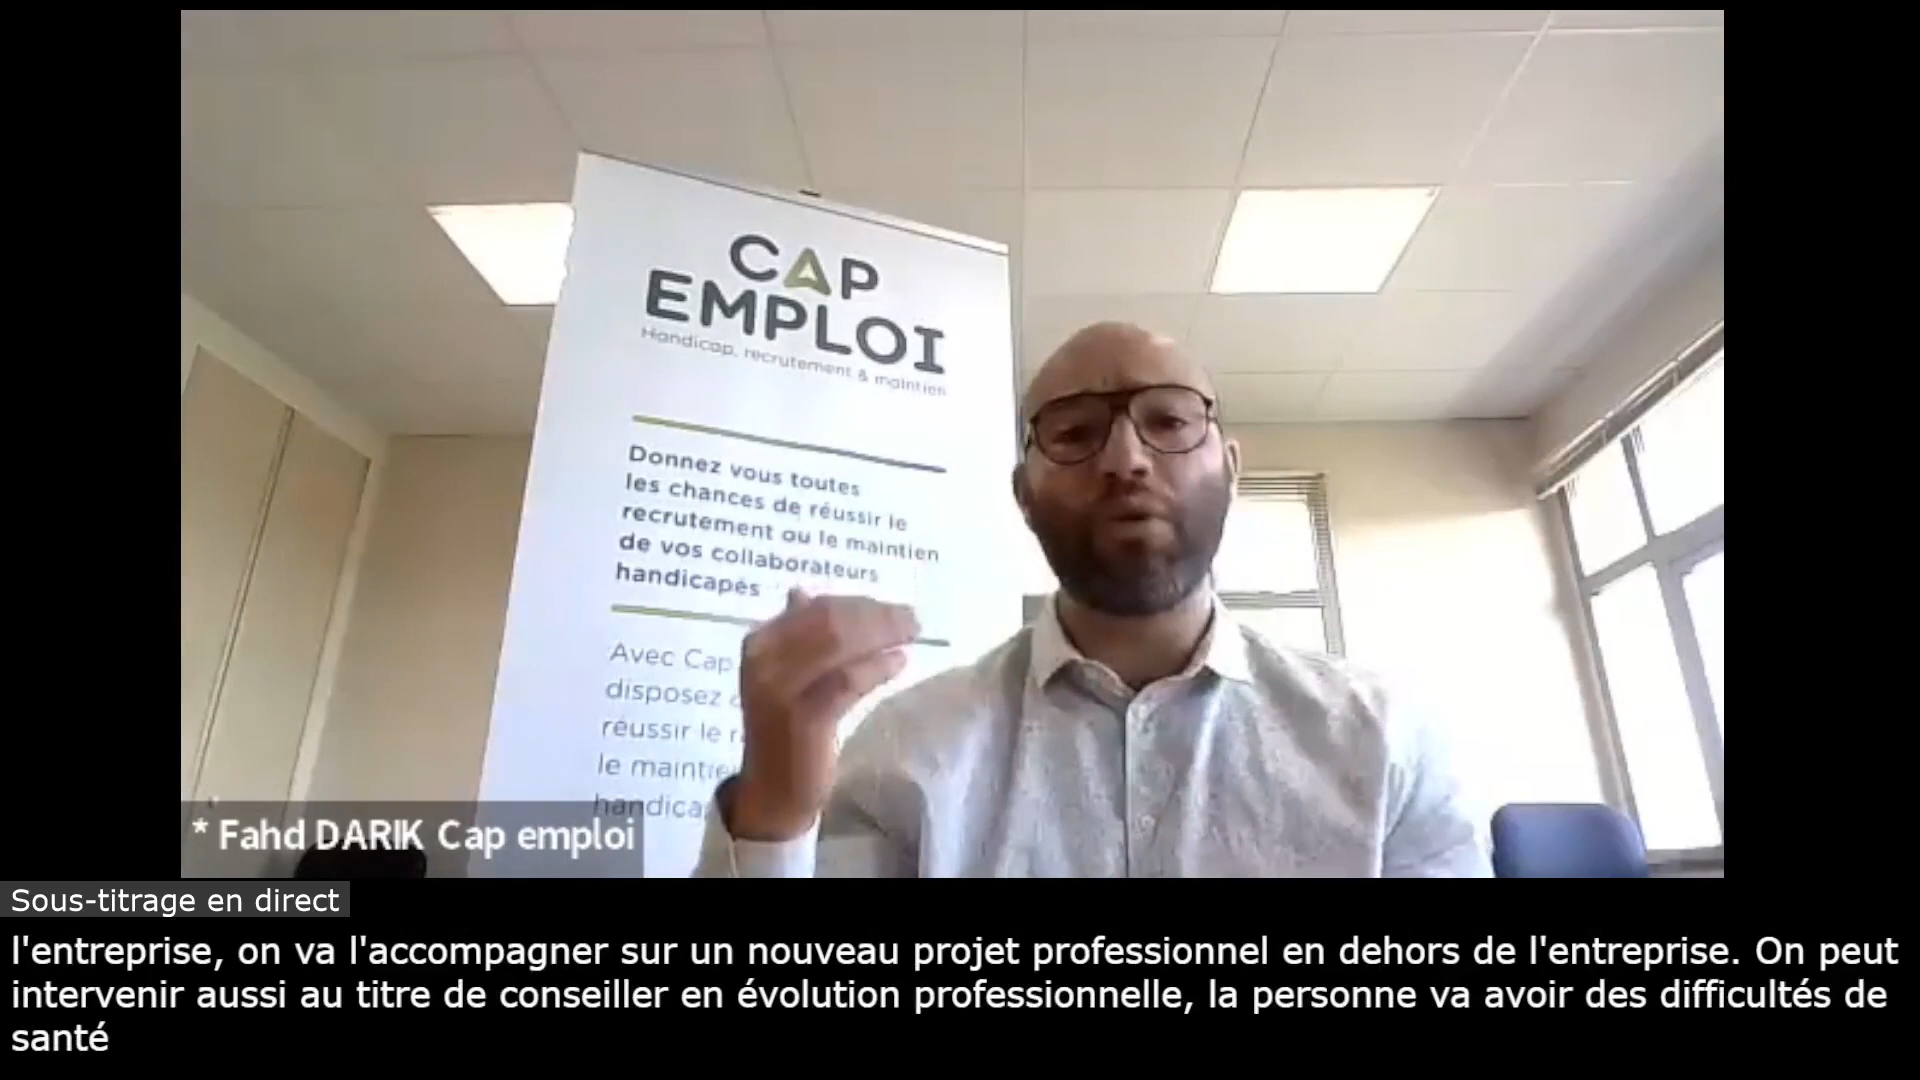 CAP
EMPLOI
Handicap, recrutement & maintien
Donnez vous toutes
les chances de réussir le
recrutement ou le maintien
de vos collaborateurs
handicapés
Avec Cap
disposez
réussir le
le maintie
handica
* Fahd DARIK Cap emploi
Sous-titrage en direct
l'entreprise, on va l'accompagner sur un nouveau projet professionnel en dehors de l'entreprise. On peut
intervenir aussi au titre de conseiller en évolution professionnelle, la personne va avoir des difficultés de
santé